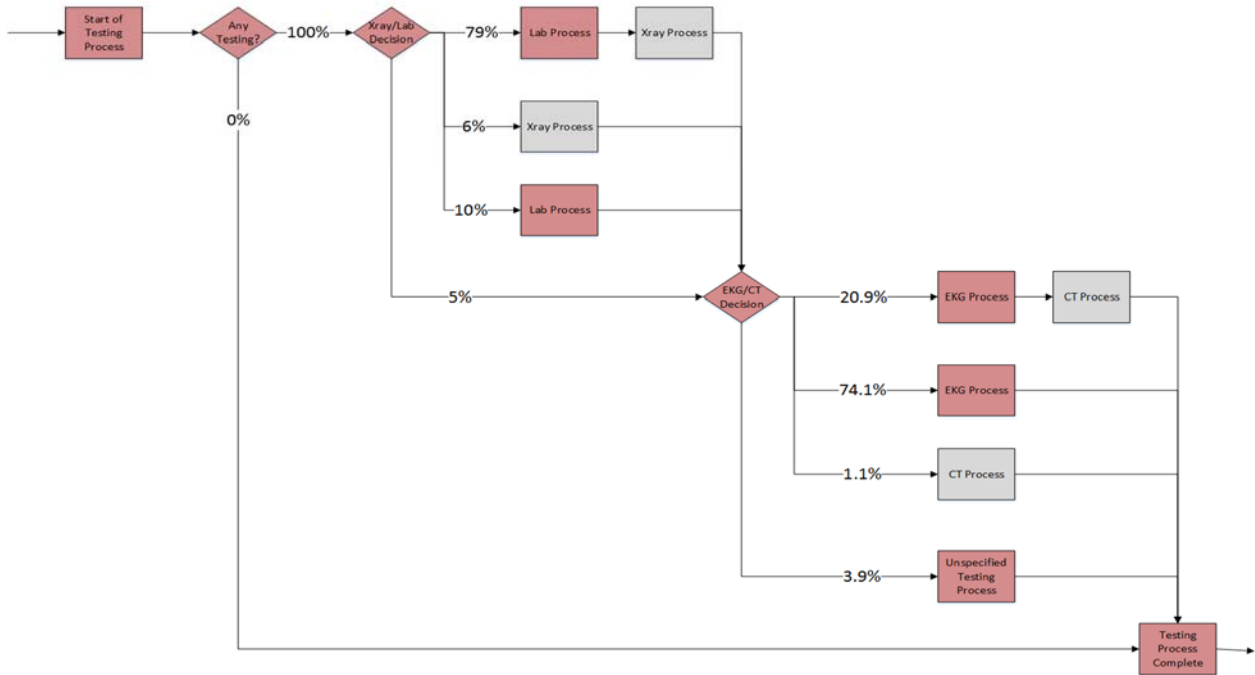 Start of
Testing
Process
Any
Testing?
100%
Xray/Lab
Decision
79%
Lab Process
Xray Process
0%
6%
Xray Process
10%
Lab Process
5%
EKG/CT
Decision
20.9%
EKG Process
CT Process
74.1%
EKG Process
1.1%
CT Process
3.9%
Unspecified
Testing
Process
Testing
Process
Complete